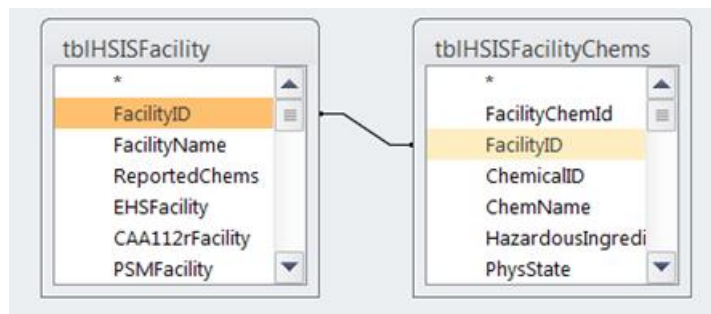 tblHSISFacility
*
FacilityID
FacilityName
ReportedChems
EHSFacility
CAA112rFacility
PSMFacility
tblHSISFacilityChems
*
FacilityChemId
FacilityID
ChemicalID
ChemName
HazardousIngredi
PhysState